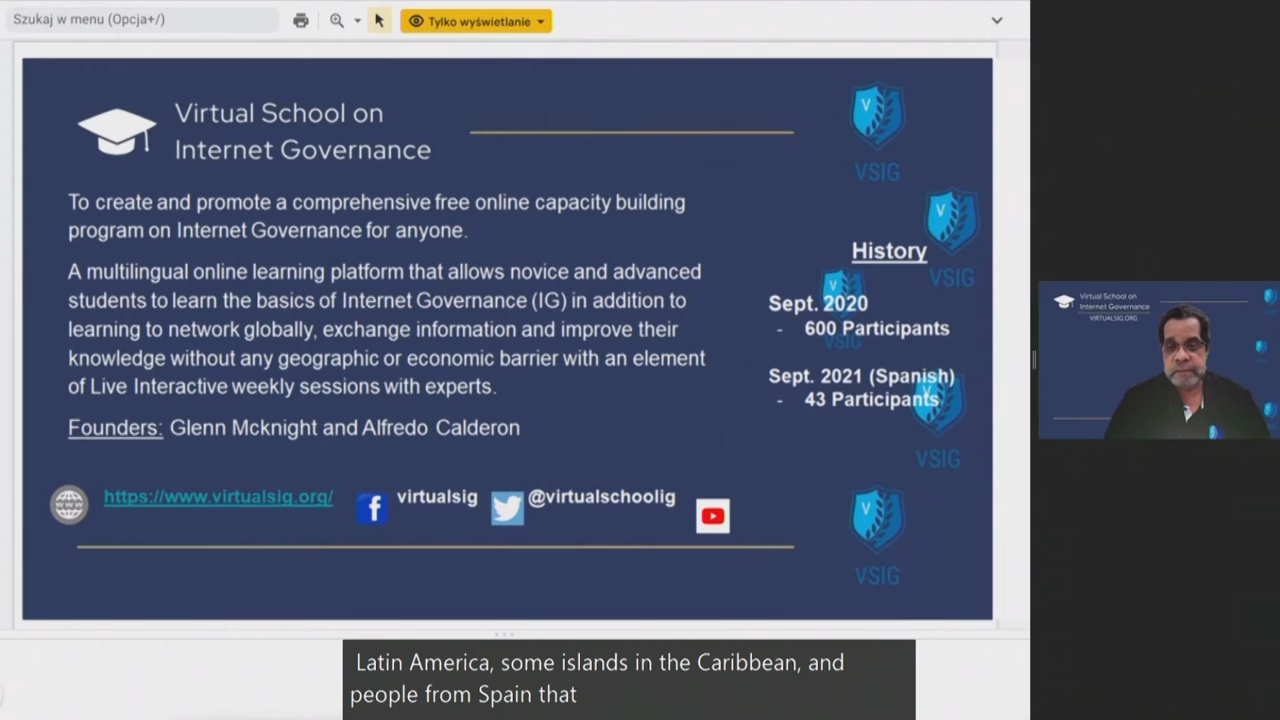 Szukaj w menu (Opcja+/)
Tylko wyświetlanie
Virtual School on
Internet Governance
To create and promote a comprehensive free online capacity building
program on Internet Governance for anyone.
A multilingual online learning platform that allows novice and advanced
students to learn the basics of Internet Governance (IG) in addition to
learning to network globally, exchange information and improve their
knowledge without any geographic or economic barrier with an element
of Live Interactive weekly sessions with experts.
Founders: Glenn Mcknight and Alfredo Calderon
https://www.virtualsig.org/
virtualsig
@virtualschoolig
V
VSIG
V
VSIG
History
V
VSIG
Sept. 2020
- 600 Participants
Sept. 2021 (Spanish)
- 43 Participants
V
VSIG
V
VSIG
Virtual School on
Internet Governance
VIRTUALSIG.ORG
Latin America, some islands in the Caribbean, and
people from Spain that